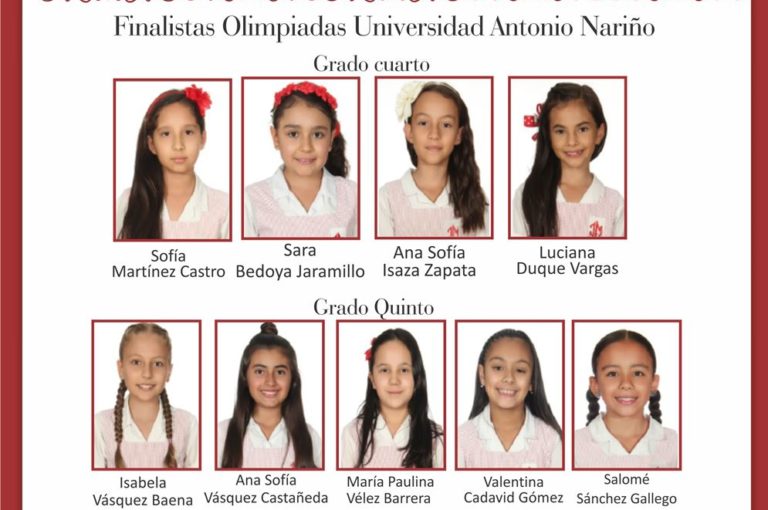 Finalistas Olimpiadas Universidad Antonio Nariño
Grado cuarto
Sofía
Martínez Castro
Sara
Bedoya Jaramillo
Ana Sofía
Isaza Zapata
Luciana
Duque Vargas
Grado Quinto
Isabela
Vásquez Baena
Ana Sofía
Vásquez Castañeda
María Paulina
Vélez Barrera
Valentina
Cadavid Gómez
Salomé
Sánchez Gallego